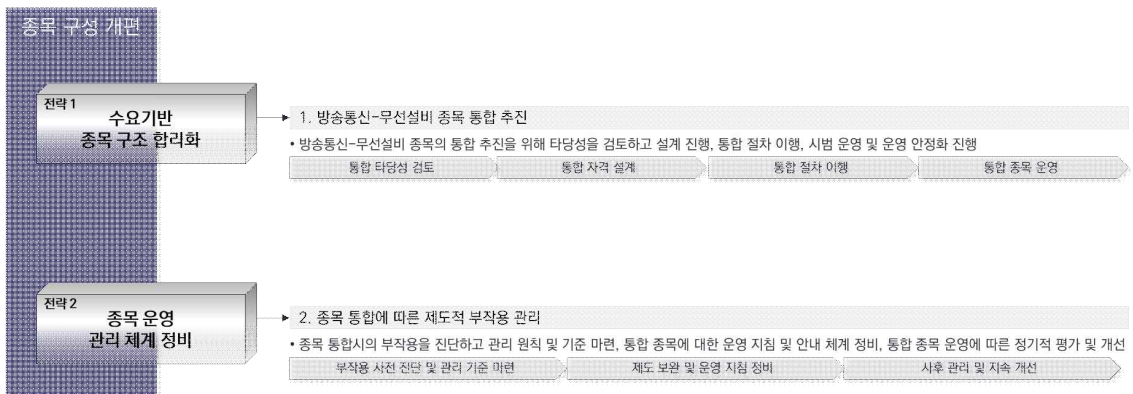 종목 구성 개편
전략 1
수요기반
종목 구조 합리화
1. 방송통신-무선설비 종목 통합 추진
• 방송통신-무선설비 종목의 통합 추진을 위해 타당성을 검토하고 설계 진행, 통합 절차 이행, 시범 운영 및 운영 안정화 진행
통합 타당성 검토
통합 자격 설계
통합 절차 이행
통합 종목 운영
전략 2
종목 운영
관리 체계 정비
2. 종목 통합에 따른 제도적 부작용 관리
• 종목 통합시의 부작용을 진단하고 관리 원칙 및 기준 마련, 통합 종목에 대한 운영 지침 및 안내 체계 정비, 통합 종목 운영에 따른 정기적 평가 및 개선
부작용 사전 진단 및 관리 기준 마련
제도 보완 및 운영 지침 정비
사후 관리 및 지속 개선